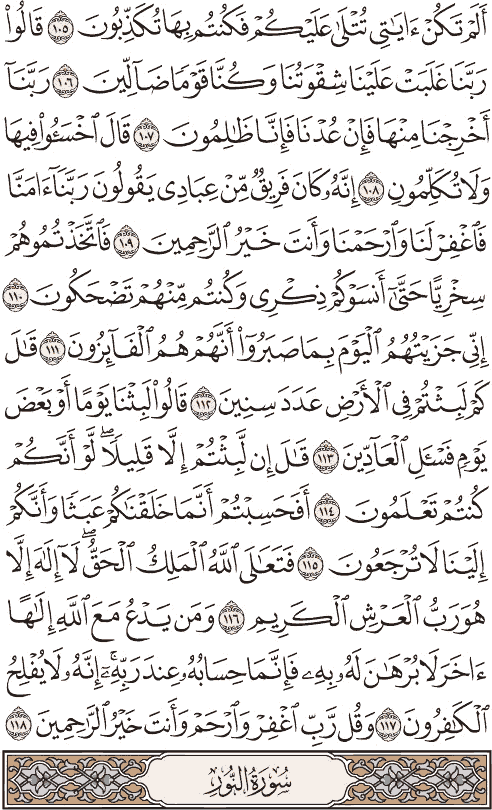 أَلَمْ تَكُنْ ءَايَٰتِى تُتْلَىٰ عَلَيْكُمْ فَكُنتُم بِهَا تُكَذِّبُونَ ١٠٥ قَالُوا۟
رَبَّنَا غَلَبَتْ عَلَيْنَا شِقْوَتُنَا وَكُنَّا قَوْمًا ضَآلِّينَ ١٠٦ رَبَّنَآ
أَخْرِجْنَا مِنْهَا فَإِنْ عُدْنَا فَإِنَّا ظَٰلِمُونَ ١٠٧ قَالَ ٱخْسَـُٔوا۟ فِيهَا
وَلَا تُكَلِّمُونِ ١٠٨ إِنَّهُۥ كَانَ فَرِيقٌ مِّنْ عِبَادِى يَقُولُونَ رَبَّنَآ ءَامَنَّا
فَٱغْفِرْ لَنَا وَٱرْحَمْنَا وَأَنتَ خَيْرُ ٱلرَّٰحِمِينَ ١٠٩ فَٱتَّخَذْتُمُوهُمْ
سِخْرِيًّا حَتَّىٰٓ أَنسَوْكُمْ ذِكْرِى وَكُنتُم مِّنْهُمْ تَضْحَكُونَ ١١٠
إِنِّى جَزَيْتُهُمُ ٱلْيَوْمَ بِمَا صَبَرُوٓا۟ أَنَّهُمْ هُمُ ٱلْفَآئِزُونَ ١١١ قَٰلَ
كَمْ لَبِثْتُمْ فِى ٱلْأَرْضِ عَدَدَ سِنِينَ ١١٢ قَالُوا۟ لَبِثْنَا يَوْمًا أَوْ بَعْضَ
يَوْمٍ فَسْـَٔلِ ٱلْعَآدِّينَ ١١٣ قَٰلَ إِن لَّبِثْتُمْ إِلَّا قَلِيلًا ۖ لَّوْ أَنَّكُمْ
كُنتُمْ تَعْلَمُونَ ١١٤ أَفَحَسِبْتُمْ أَنَّمَا خَلَقْنَٰكُمْ عَبَثًا وَأَنَّكُمْ
إِلَيْنَا لَا تُرْجَعُونَ ١١٥ فَتَعَٰلَى ٱللَّهُ ٱلْمَلِكُ ٱلْحَقُّ ۖ لَآ إِلَٰهَ إِلَّا
هُوَ رَبُّ ٱلْعَرْشِ ٱلْكَرِيمِ ١١٦ وَمَن يَدْعُ مَعَ ٱللَّهِ إِلَٰهًا
ءَاخَرَ لَا بُرْهَٰنَ لَهُۥ بِهِۦ فَإِنَّمَا حِسَابُهُۥ عِندَ رَبِّهِۦٓ ۚ إِنَّهُۥ لَا يُفْلِحُ
ٱلْكَٰفِرُونَ ١١٧ وَقُل رَّبِّ ٱغْفِرْ وَٱرْحَمْ وَأَنتَ خَيْرُ ٱلرَّٰحِمِينَ ١١٨
سُورَةُ النُّورِ